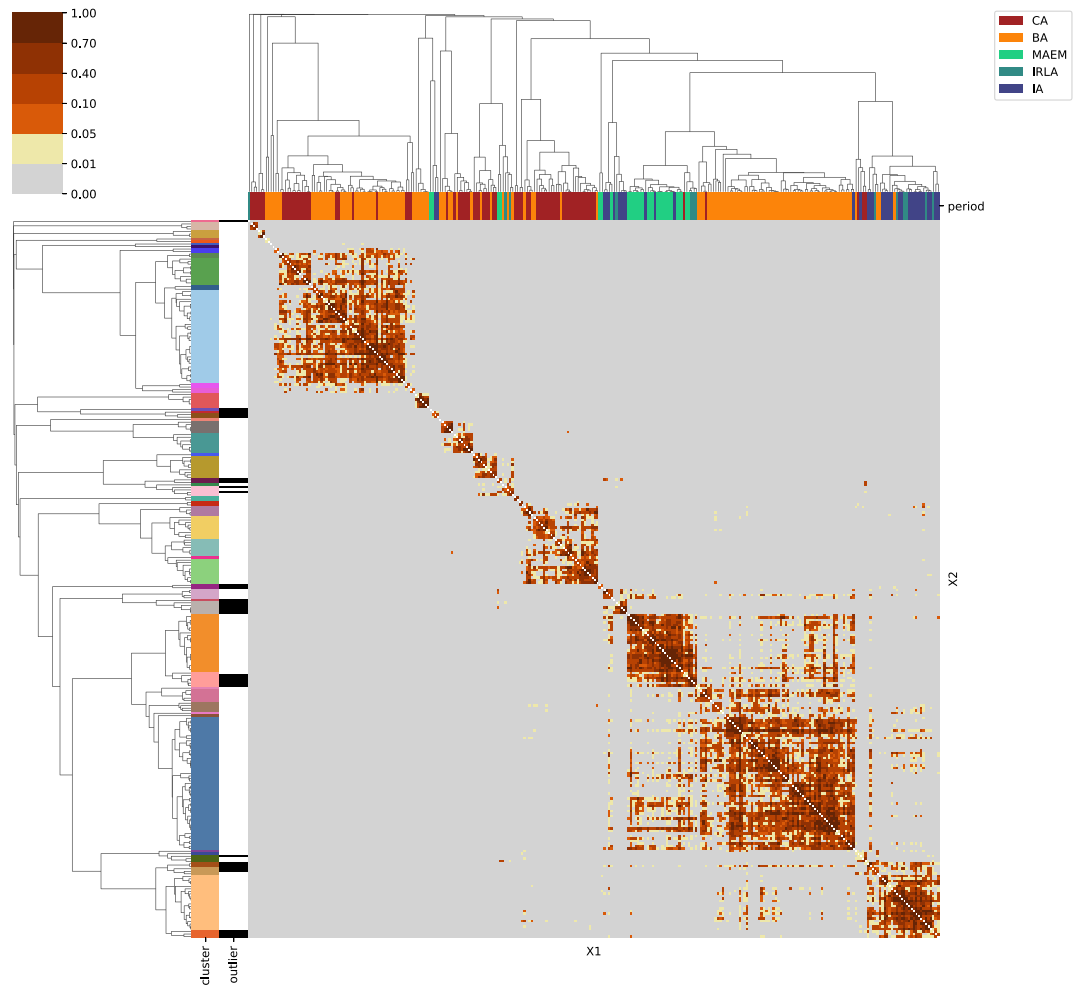 1.00
0.70
0.40
0.10
0.05
0.01
0.00
CA
BA
MAEM
IRLA
IA
period
X2
X1
cluster
outlier